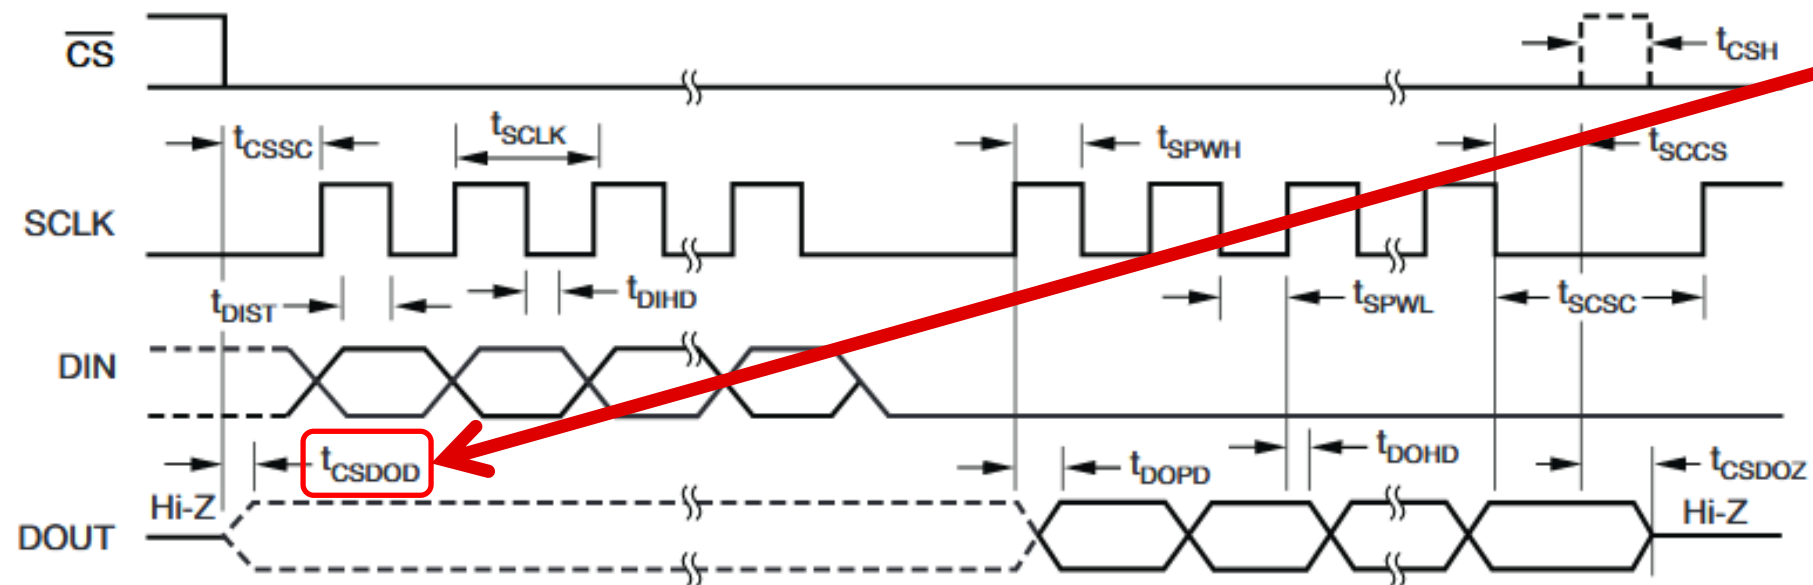 CS
tCSH
tCSSC
tSCLK
tSPWH
tSCCS
SCLK
tDIST
tDIHD
tSPWL
tSCSC
DIN
tCSDOD
tDOPD
tDOHD
tCSDOZ
Hi-Z
Hi-Z
DOUT